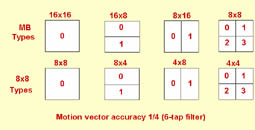 16x16 16x8 8x16 8x8
MB Types 0 0 1 0 1 0 1 2 3
8x8 8x4 4x8 4x4
8x8 Types 0 0 1 0 1 0 1 2 3
Motion vector accuracy 1/4 (6-tap filter)